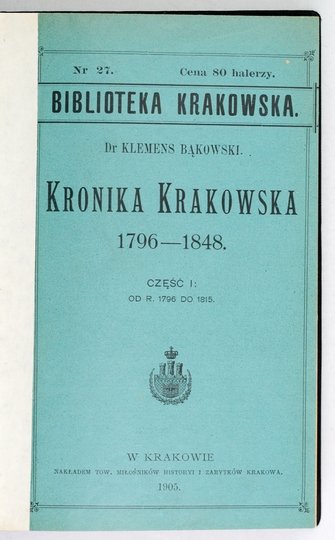 Nr 27. Cena 80 halerzy.
BIBLIOTEKA KRAKOWSKA.
Dr KLEMENS BĄKOWSKI.
KRONIKA KRAKOWSKA
1796—1848.
CZĘŚĆ I:
OD R. 1796 DO 1815.
W KRAKOWIE
NAKŁADEM TOW. MIŁOŚNIKÓW HISTORYI I ZABYTKÓW KRAKOWA.
1905.